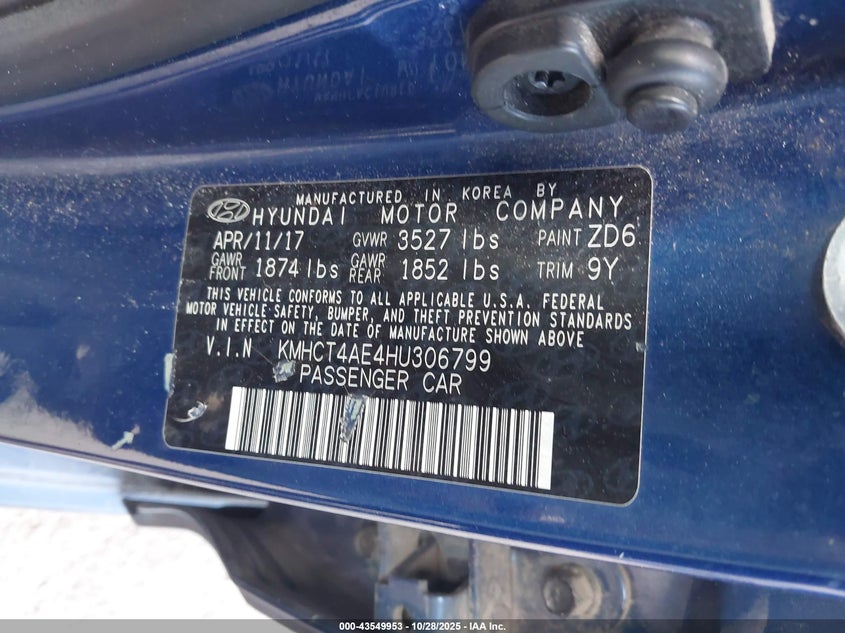 MANUFACTURED IN KOREA BY
HYUNDAI MOTOR COMPANY
APR/11/17 GVWR 3527 lbs PAINT ZD6
GAWR FRONT 1874 lbs GAWR REAR 1852 lbs TRIM 9Y
THIS VEHICLE CONFORMS TO ALL APPLICABLE U.S.A. FEDERAL
MOTOR VEHICLE SAFETY, BUMPER, AND THEFT PREVENTION STANDARDS
IN EFFECT ON THE DATE OF MANUFACTURE SHOWN ABOVE
V.I.N KMHCT4AE4HU306799
PASSENGER CAR
000-43549953 - 10/28/2025 - IAA Inc.